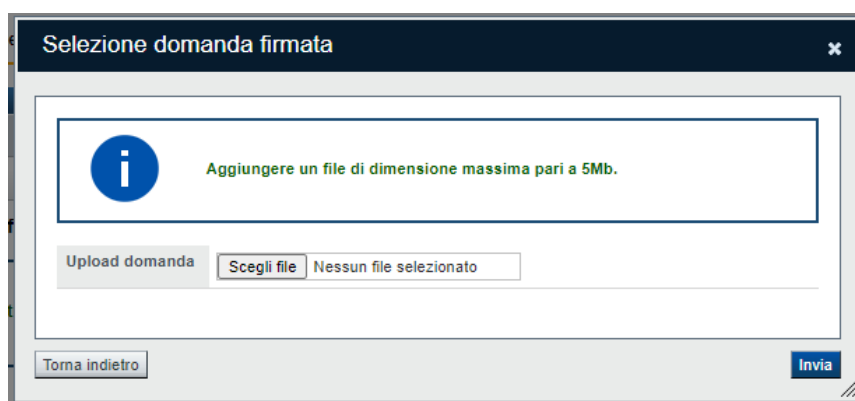 Selezione domanda firmata
Aggiungere un file di dimensione massima pari a 5Mb.
Upload domanda
Scegli file Nessun file selezionato
Torna indietro
Invia